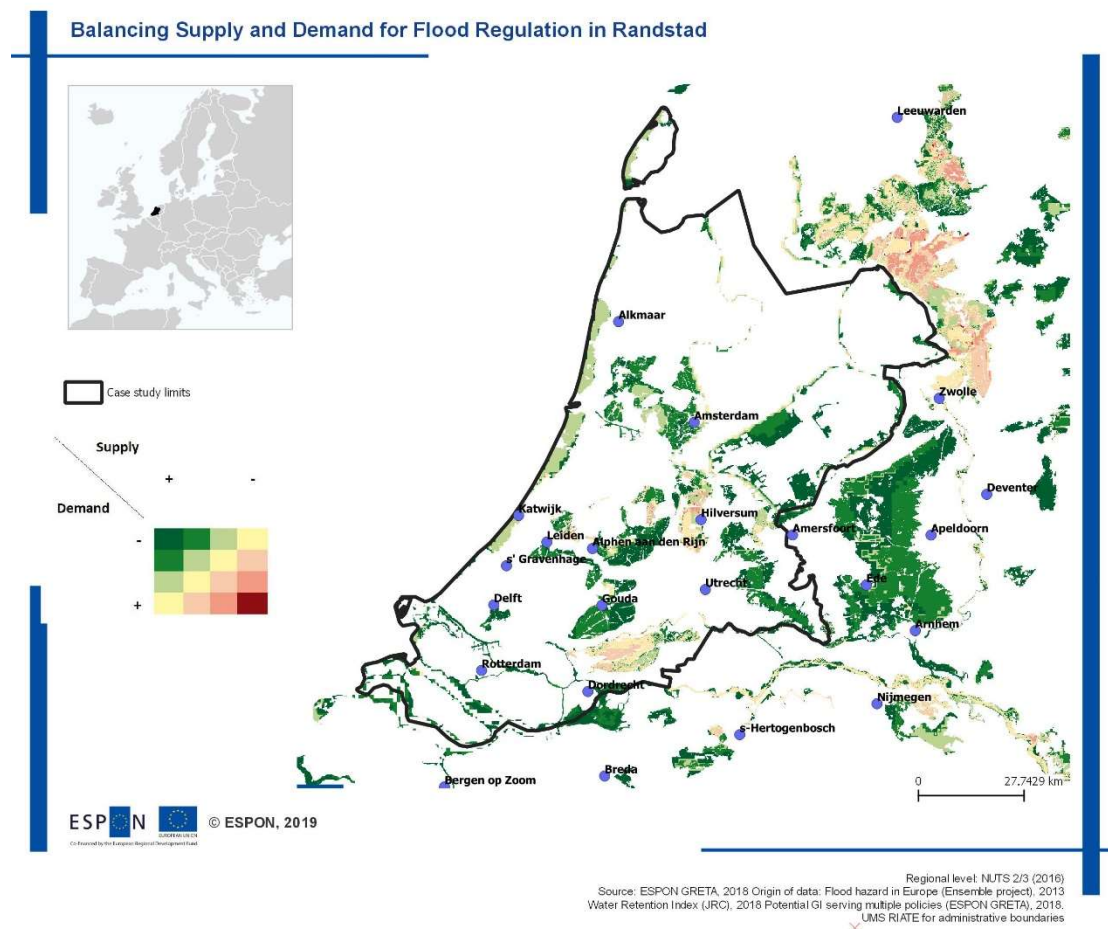 Balancing Supply and Demand for Flood Regulation in Randstad
Leeuwarden
Alkmaar
Case study limits
Zwolle
Amsterdam
Supply
+ -
Demand
Deventer
Katwijk
Hilversum
Leiden
Amersfoort
Apeldoorn
-
Alphen aan den Rijn
s' Gravenhage
Ede
Utrecht
Delft
Gouda
+
Arnhem
Rotterdam
Dordrecht
Nijmegen
s-Hertogenbosch
Breda
Bergen op Zoom
0 27.7429 km
ESPON
EUROPEAN UNION
Co-financed by the European Regional Development Fund
© ESPON, 2019
Regional level: NUTS 2/3 (2016)
Source: ESPON GRETA, 2018 Origin of data: Flood hazard in Europe (Ensemble project), 2013
Water Retention Index (JRC), 2018 Potential GI serving multiple policies (ESPON GRETA), 2018.
UMS RIATE for administrative boundaries